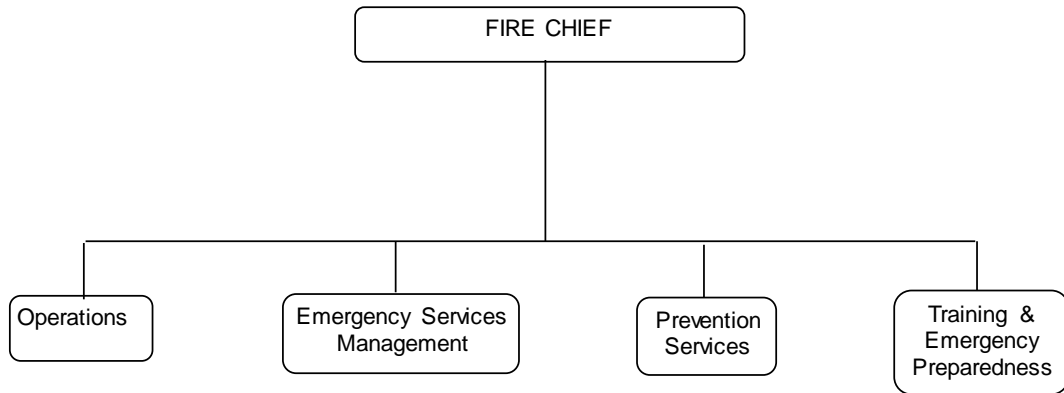 FIRE CHIEF
Operations
Emergency Services
Management
Prevention
Services
Training &
Emergency
Preparedness